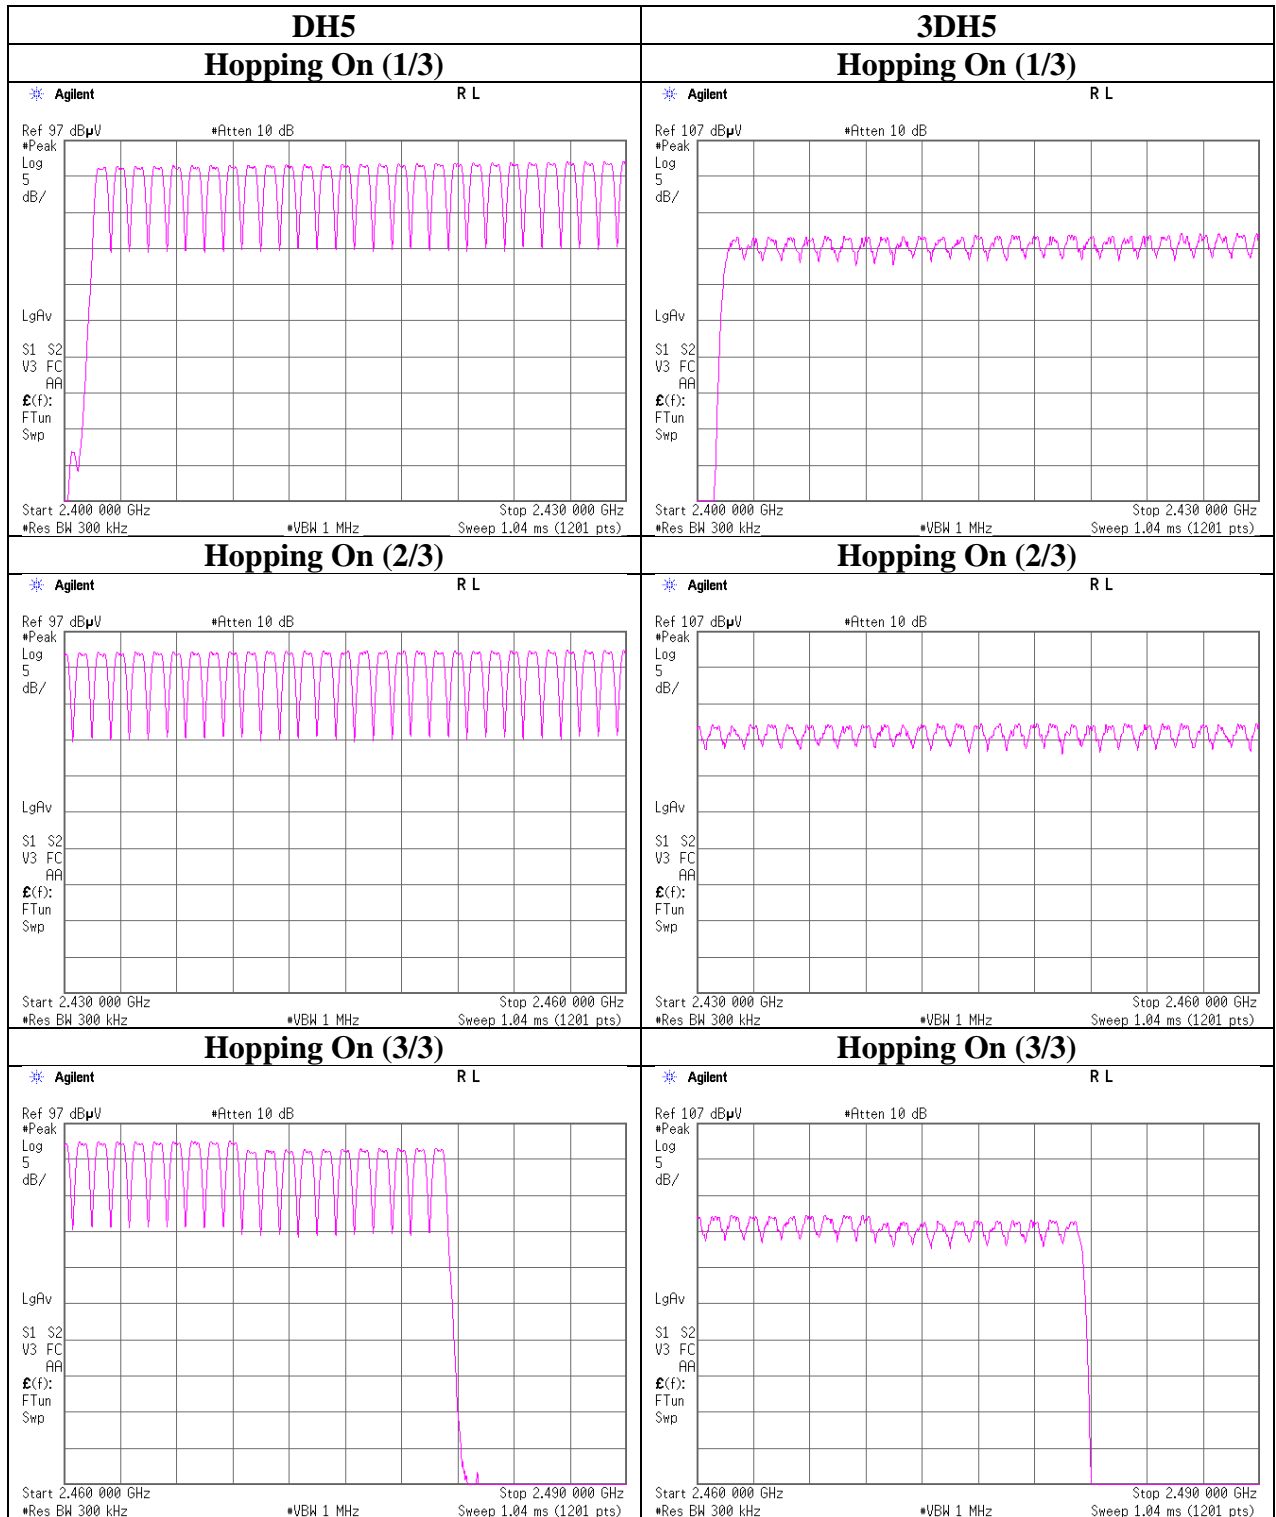 DH5
3DH5
Hopping On (1/3)
Hopping On (1/3)
Agilent R L
Ref 97 dBµV #Atten 10 dB
#Peak
Log
5
dB/
LgAv
S1 S2
V3 FC
AA
£(f):
FTun
Swp
Start 2.400 000 GHz Stop 2.430 000 GHz
#Res BW 300 kHz #VBW 1 MHz Sweep 1.04 ms (1201 pts)
Agilent R L
Ref 107 dBµV #Atten 10 dB
#Peak
Log
5
dB/
LgAv
S1 S2
V3 FC
AA
£(f):
FTun
Swp
Start 2.400 000 GHz Stop 2.430 000 GHz
#Res BW 300 kHz #VBW 1 MHz Sweep 1.04 ms (1201 pts)
Hopping On (2/3)
Hopping On (2/3)
Agilent R L
Ref 97 dBµV #Atten 10 dB
#Peak
Log
5
dB/
LgAv
S1 S2
V3 FC
AA
£(f):
FTun
Swp
Start 2.430 000 GHz Stop 2.460 000 GHz
#Res BW 300 kHz #VBW 1 MHz Sweep 1.04 ms (1201 pts)
Agilent R L
Ref 107 dBµV #Atten 10 dB
#Peak
Log
5
dB/
LgAv
S1 S2
V3 FC
AA
£(f):
FTun
Swp
Start 2.430 000 GHz Stop 2.460 000 GHz
#Res BW 300 kHz #VBW 1 MHz Sweep 1.04 ms (1201 pts)
Hopping On (3/3)
Hopping On (3/3)
Agilent R L
Ref 97 dBµV #Atten 10 dB
#Peak
Log
5
dB/
LgAv
S1 S2
V3 FC
AA
£(f):
FTun
Swp
Start 2.460 000 GHz Stop 2.490 000 GHz
#Res BW 300 kHz #VBW 1 MHz Sweep 1.04 ms (1201 pts)
Agilent R L
Ref 107 dBµV #Atten 10 dB
#Peak
Log
5
dB/
LgAv
S1 S2
V3 FC
AA
£(f):
FTun
Swp
Start 2.460 000 GHz Stop 2.490 000 GHz
#Res BW 300 kHz #VBW 1 MHz Sweep 1.04 ms (1201 pts)